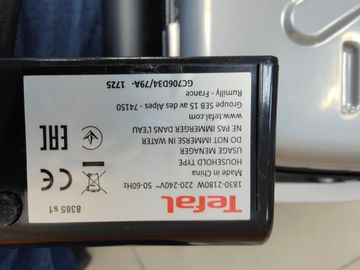 Tefal
Made in China
1830-2180W 220-240V~ 50-60Hz
HOUSEHOLD TYPE
USAGE MENAGER
DO NOT IMMERSE IN WATER
NE PAS IMMERGER DANS L'EAU
www.tefal.com
Groupe SEB 15 av des Alpes - 74150
Rumilly - France
GC706D34/79A- 1725
EAC
CE
8385 s1